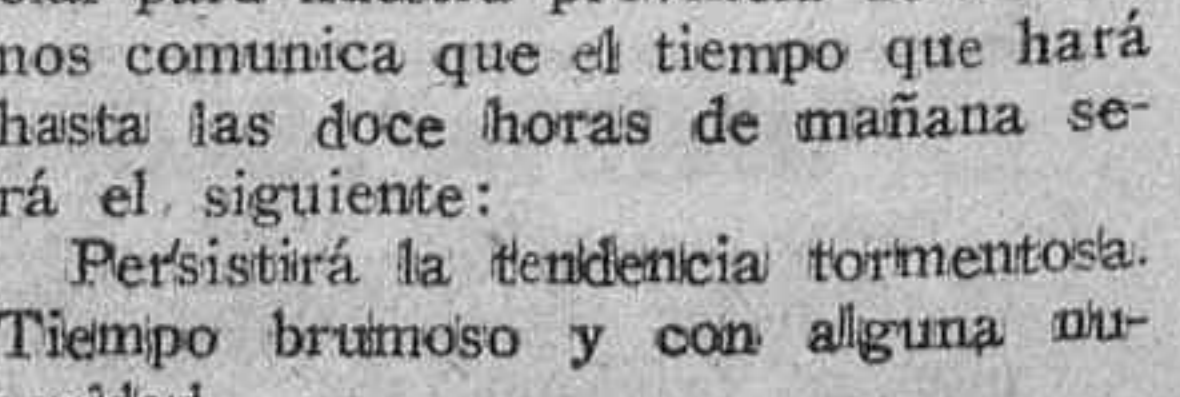 nos comunica que el tiempo que hará
hasta las doce horas de mañana se-
rá el siguiente:
Persistirá la tendencia tormentosa.
Tiempo brumoso y con alguna nu-